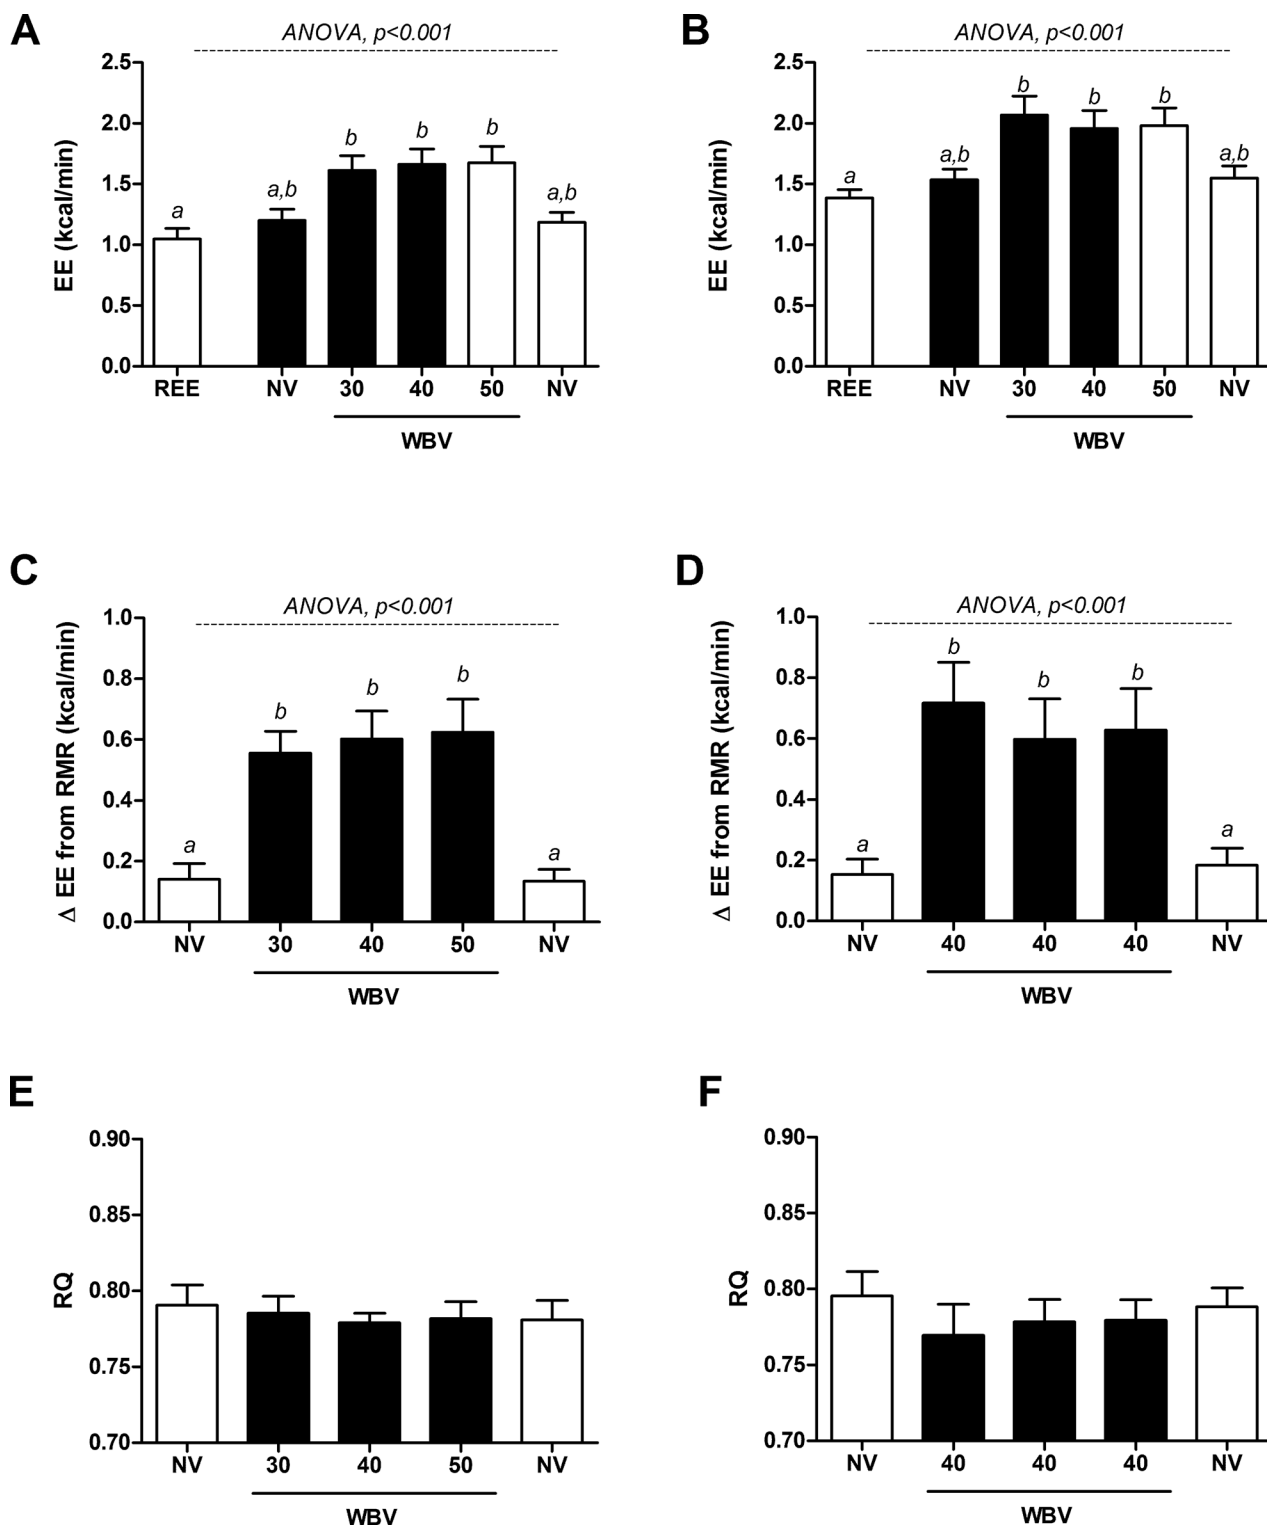 A
ANOVA, p<0.001
EE (kcal/min)
2.5
2.0
1.5
1.0
0.5
0.0
a
a,b
b
b
b
a,b
REE NV 30 40 50 NV
WBV
B
ANOVA, p<0.001
EE (kcal/min)
2.5
2.0
1.5
1.0
0.5
0.0
a
a,b
b
b
b
a,b
REE NV 30 40 50 NV
WBV
C
ANOVA, p<0.001
Δ EE from RMR (kcal/min)
1.0
0.8
0.6
0.4
0.2
0.0
a
b
b
b
a
NV 30 40 50 NV
WBV
D
ANOVA, p<0.001
Δ EE from RMR (kcal/min)
1.0
0.8
0.6
0.4
0.2
0.0
a
b
b
b
a
NV 40 40 40 NV
WBV
E
RQ
0.90
0.85
0.80
0.75
0.70
NV 30 40 50 NV
WBV
F
RQ
0.90
0.85
0.80
0.75
0.70
NV 40 40 40 NV
WBV